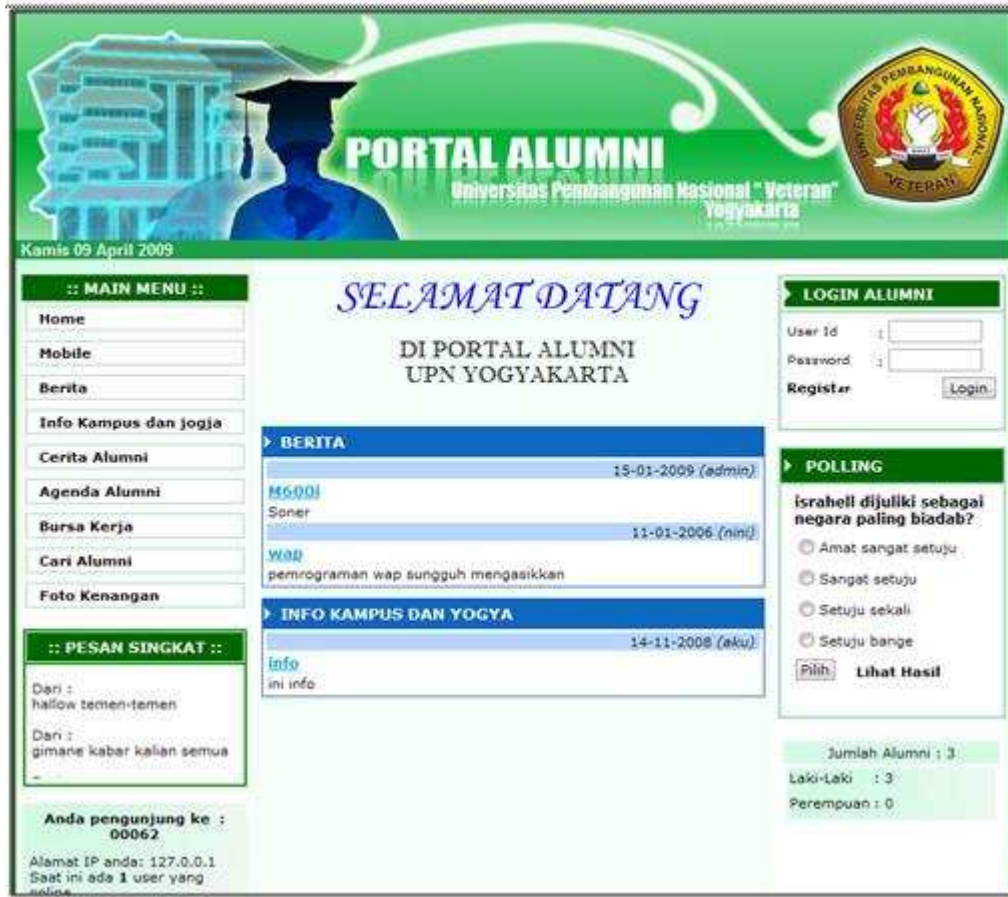 PORTAL ALUMNI
Universitas Pembangunan Nasional " Veteran"
Yogyakarta
UNIVERSITAS PEMBANGUNAN NASIONAL
"VETERAN"
Kamis 09 April 2009
:: MAIN MENU ::
Home
Mobile
Berita
Info Kampus dan jogja
Cerita Alumni
Agenda Alumni
Bursa Kerja
Cari Alumni
Foto Kenangan
:: PESAN SINGKAT ::
Dari :
hallow temen-temen
Dari :
gimane kabar kalian semua
Anda pengunjung ke :
00062
Alamat IP anda: 127.0.0.1
Saat ini ada 1 user yang
online
SELAMAT DATANG
DI PORTAL ALUMNI
UPN YOGYAKARTA
BERITA
15-01-2009 (admin)
M600i
Soner
11-01-2006 (nini)
wap
pemrograman wap sungguh mengasikkan
INFO KAMPUS DAN YOGYA
14-11-2008 (aku)
info
ini info
LOGIN ALUMNI
User Id :
Password :
Register Login
POLLING
israhell dijuliki sebagai
negara paling biadab?
Amat sangat setuju
Sangat setuju
Setuju sekali
Setuju bange
Pilih Lihat Hasil
Jumlah Alumni : 3
Laki-Laki : 3
Perempuan : 0